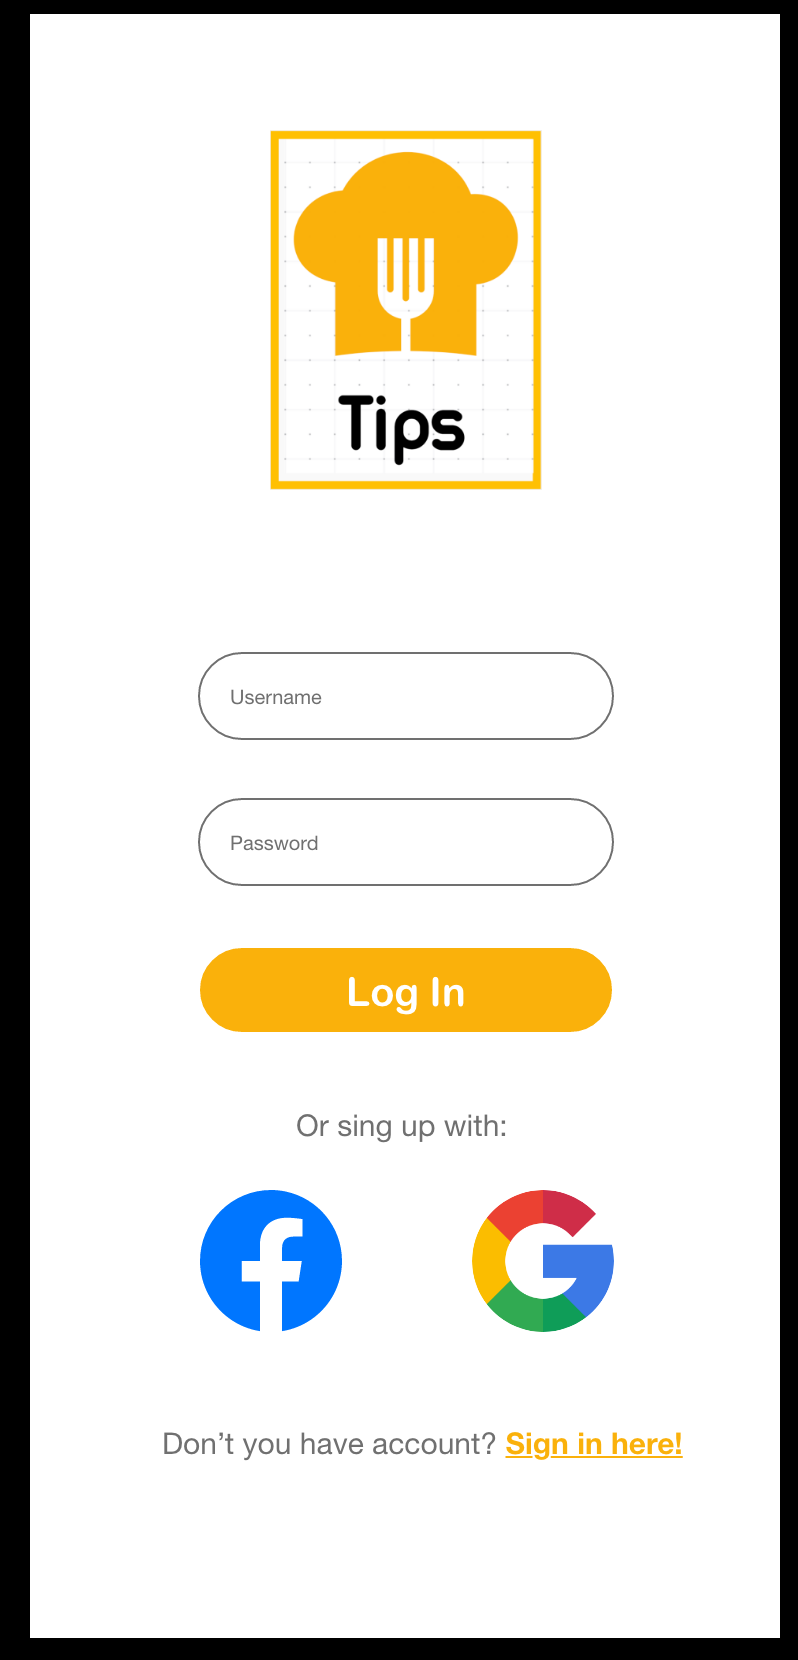 Tips
Username
Password
Log In
Or sing up with:
Don’t you have account? Sign in here!